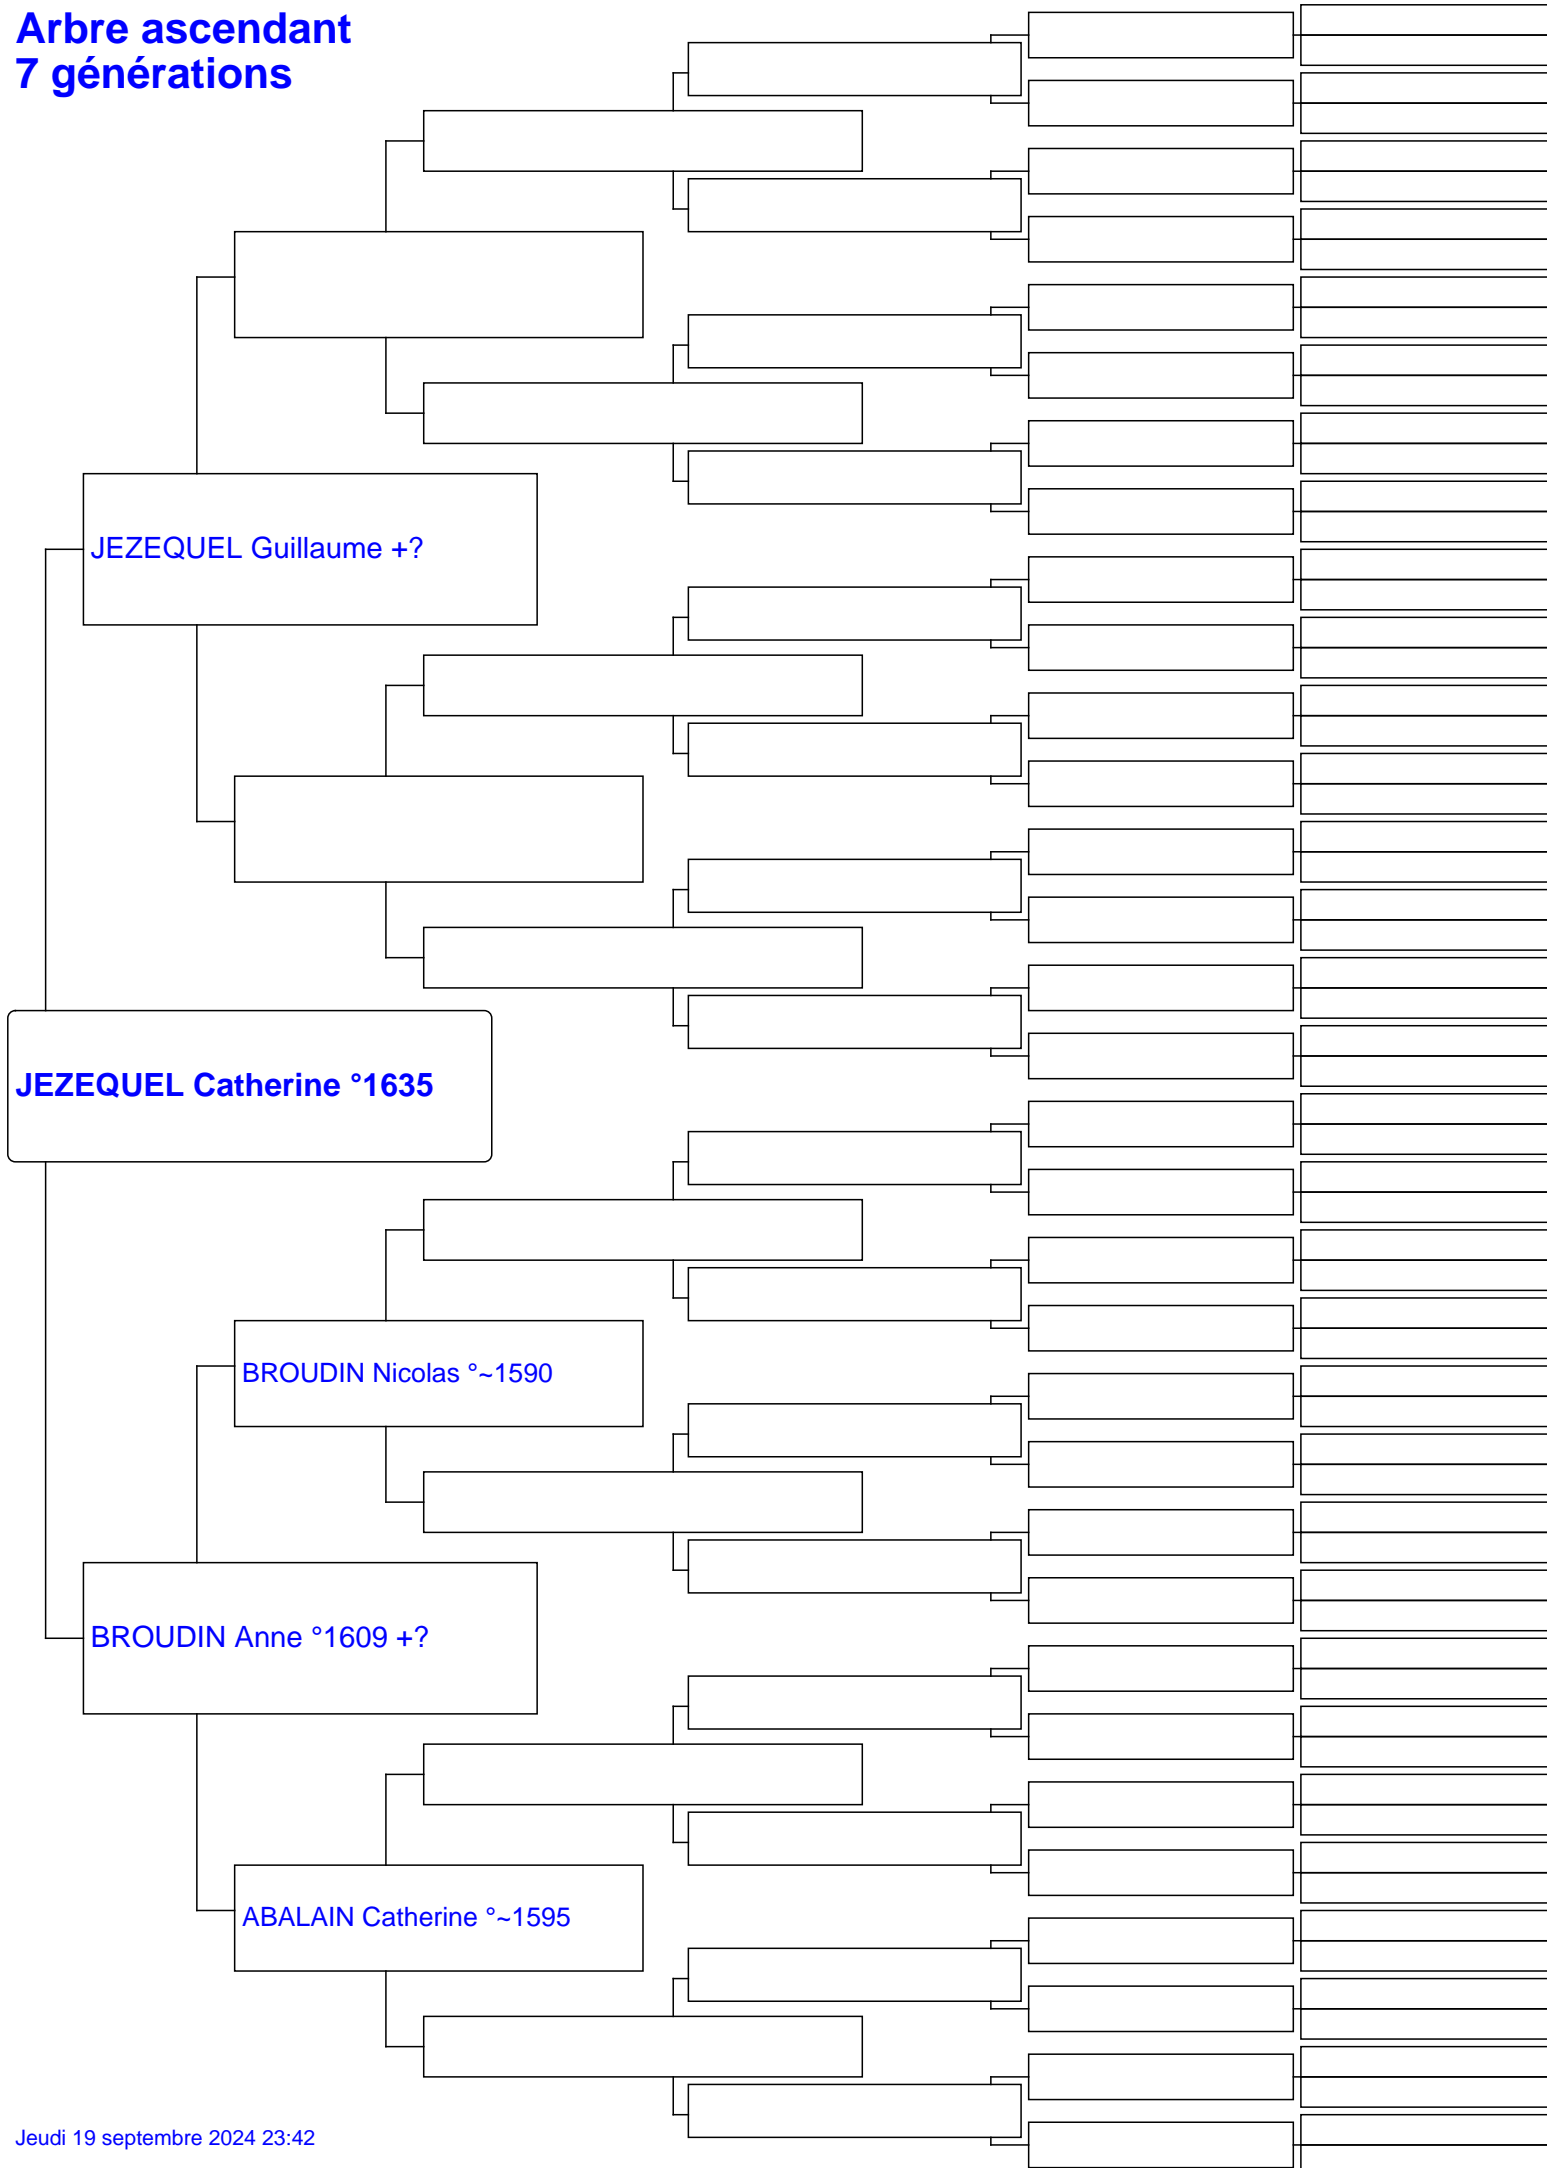 Arbre ascendant
7 générations
JEZEQUEL Guillaume +?
JEZEQUEL Catherine °1635
BROUDIN Nicolas °~1590
BROUDIN Anne °1609 +?
ABALAIN Catherine °~1595
Jeudi 19 septembre 2024 23:42